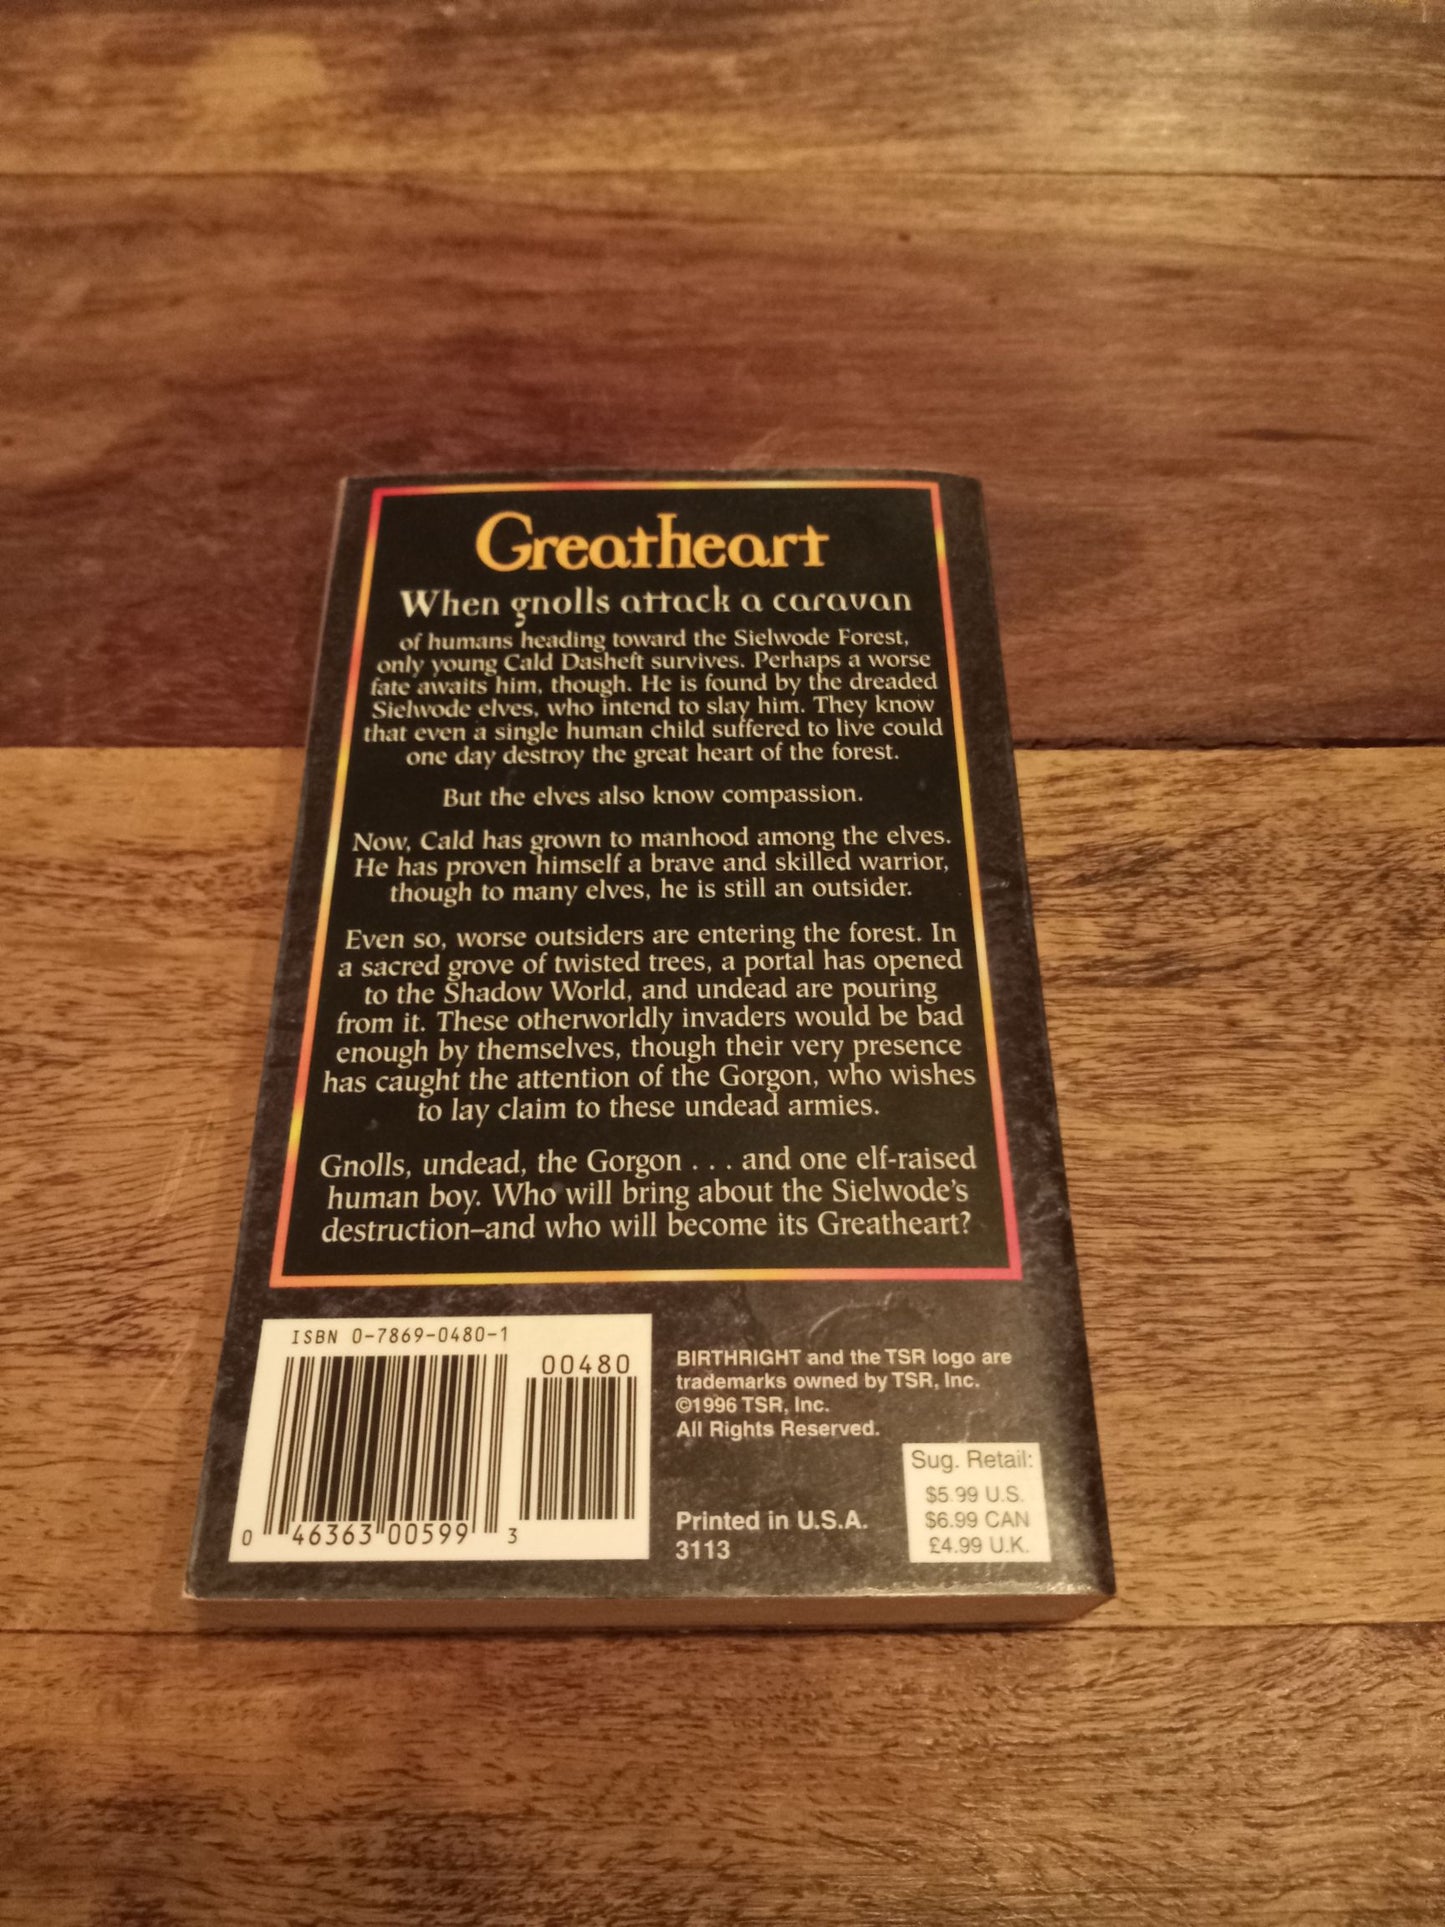 Greatheart
When gnolls attack a caravan
of humans heading toward the Sielwode Forest,
only young Cald Dasheft survives. Perhaps a worse
fate awaits him, though. He is found by the dreaded
Sielwode elves, who intend to slay him. They know
that even a single human child suffered to live could
one day destroy the great heart of the forest.
But the elves also know compassion.
Now, Cald has grown to manhood among the elves.
He has proven himself a brave and skilled warrior,
though to many elves, he is still an outsider.
Even so, worse outsiders are entering the forest. In
a sacred grove of twisted trees, a portal has opened
to the Shadow World, and undead are pouring
from it. These otherworldly invaders would be bad
enough by themselves, though their very presence
has caught the attention of the Gorgon, who wishes
to lay claim to these undead armies.
Gnolls, undead, the Gorgon . . . and one elf-raised
human boy. Who will bring about the Sielwode's
destruction–and who will become its Greatheart?
ISBN 0-7869-0480-1
00480
0 46363 00599 3
BIRTHRIGHT and the TSR logo are
trademarks owned by TSR, Inc.
©1996 TSR, Inc.
All Rights Reserved.
Printed in U.S.A.
3113
Sug. Retail:
$5.99 U.S.
$6.99 CAN
£4.99 U.K.